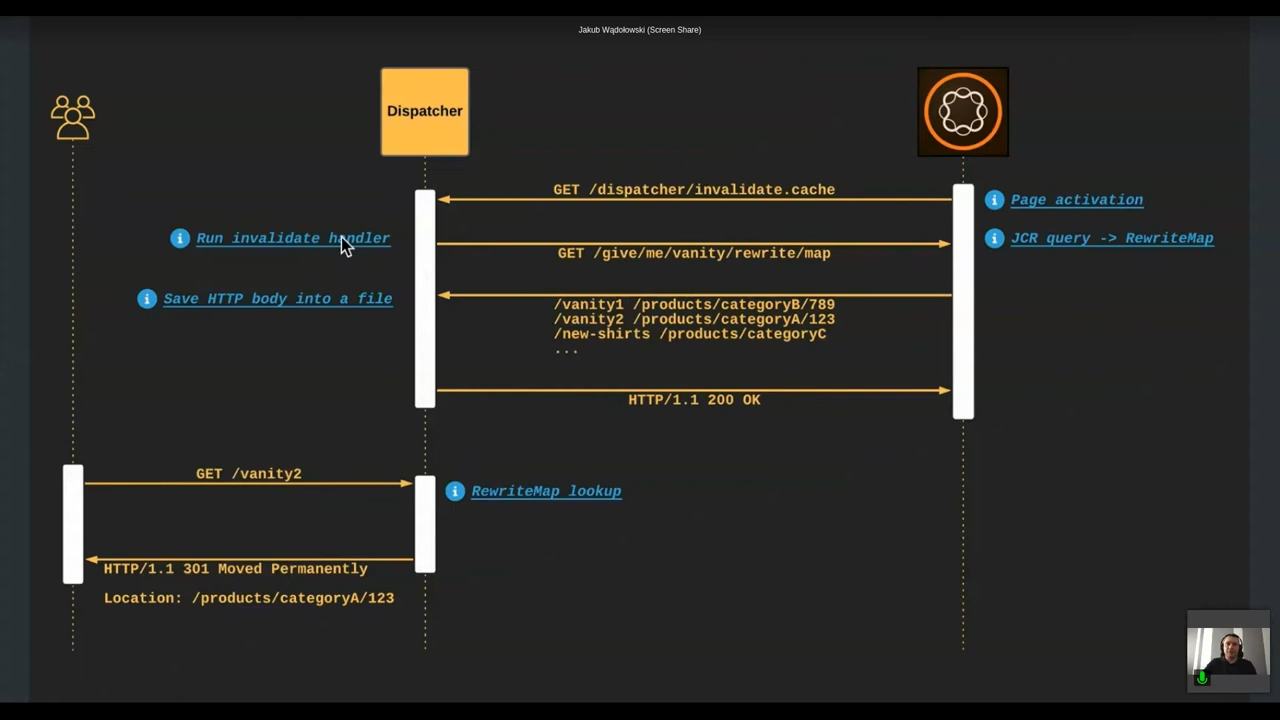 Jakub Wądołowski (Screen Share)
Dispatcher
GET /dispatcher/invalidate.cache
Page activation
Run invalidate handler
GET /give/me/vanity/rewrite/map
JCR query -> RewriteMap
Save HTTP body into a file
/vanity1 /products/categoryB/789
/vanity2 /products/categoryA/123
/new-shirts /products/categoryC
...
HTTP/1.1 200 OK
GET /vanity2
RewriteMap lookup
HTTP/1.1 301 Moved Permanently
Location: /products/categoryA/123